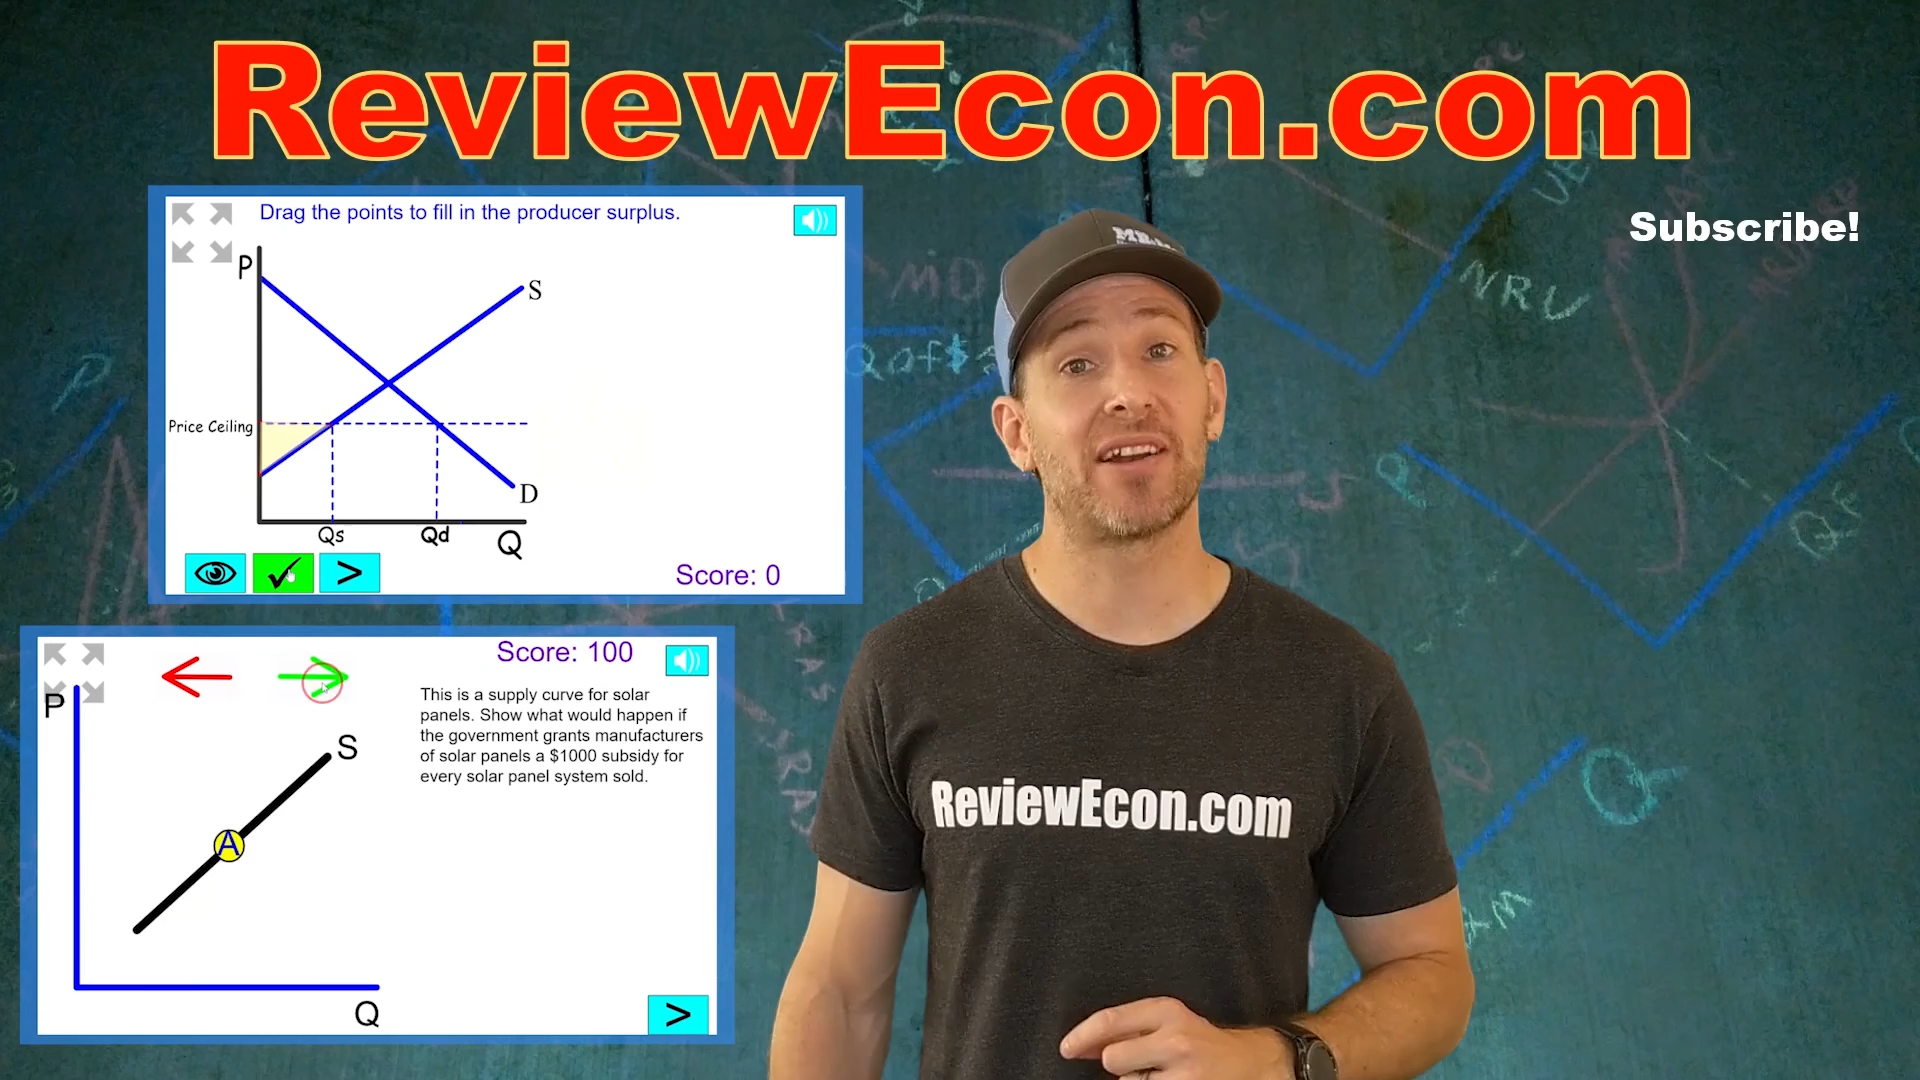 ReviewEcon.com
Drag the points to fill in the producer surplus.
P
S
Price Ceiling
D
Qs
Qd
Q
>
Score: 0
Subscribe!
MD
NRU
Score: 100
P
This is a supply curve for solar
panels. Show what would happen if
the government grants manufacturers
of solar panels a $1000 subsidy for
every solar panel system sold.
S
A
Q
>
ReviewEcon.com